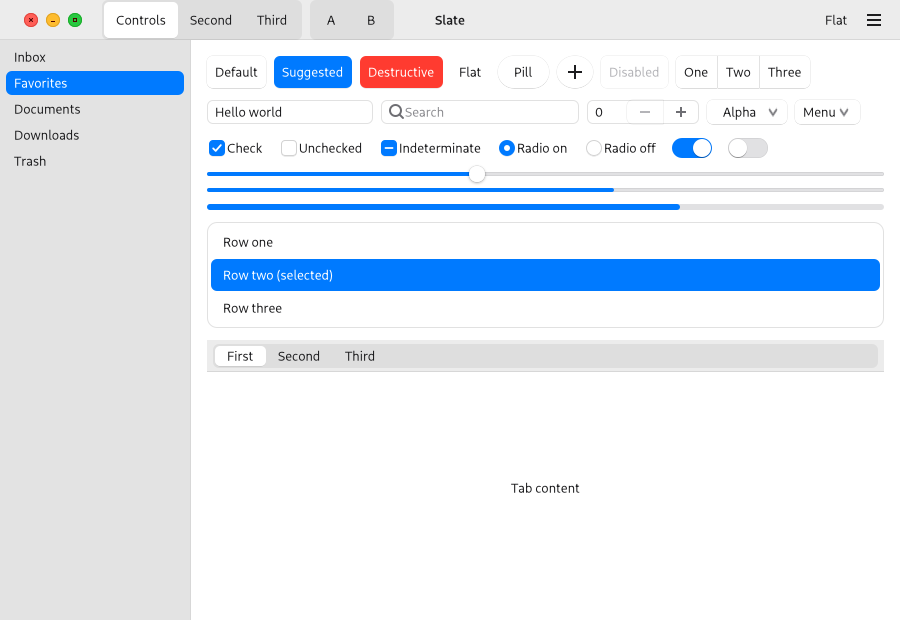 Controls Second Third A B Slate Flat
Inbox
Favorites
Documents
Downloads
Trash
Default Suggested Destructive Flat Pill Disabled One Two Three
Hello world Search 0 Alpha Menu
Check Unchecked Indeterminate Radio on Radio off
Row one
Row two (selected)
Row three
First Second Third
Tab content